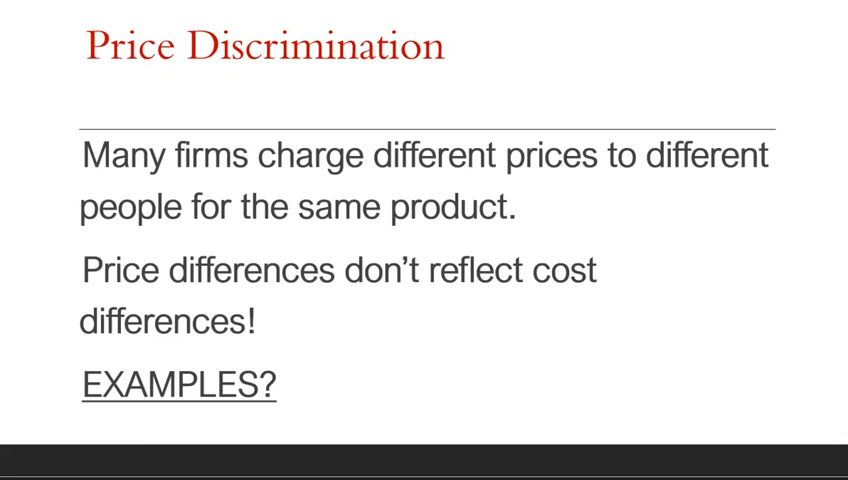 Price Discrimination
Many firms charge different prices to different
people for the same product.
Price differences don’t reflect cost
differences!
EXAMPLES?